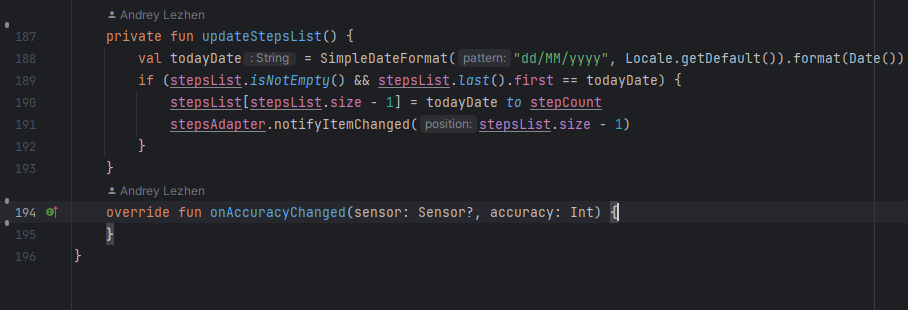 Andrey Lezhen
187 private fun updateStepsList() {
188 val todayDate : String = SimpleDateFormat( pattern: "dd/MM/yyyy", Locale.getDefault()).format(Date())
189 if (stepsList.isNotEmpty() && stepsList.last().first == todayDate) {
190 stepsList[stepsList.size - 1] = todayDate to stepCount
191 stepsAdapter.notifyItemChanged( position: stepsList.size - 1)
192 }
193 }
Andrey Lezhen
194 override fun onAccuracyChanged(sensor: Sensor?, accuracy: Int) {
195 }
196 }